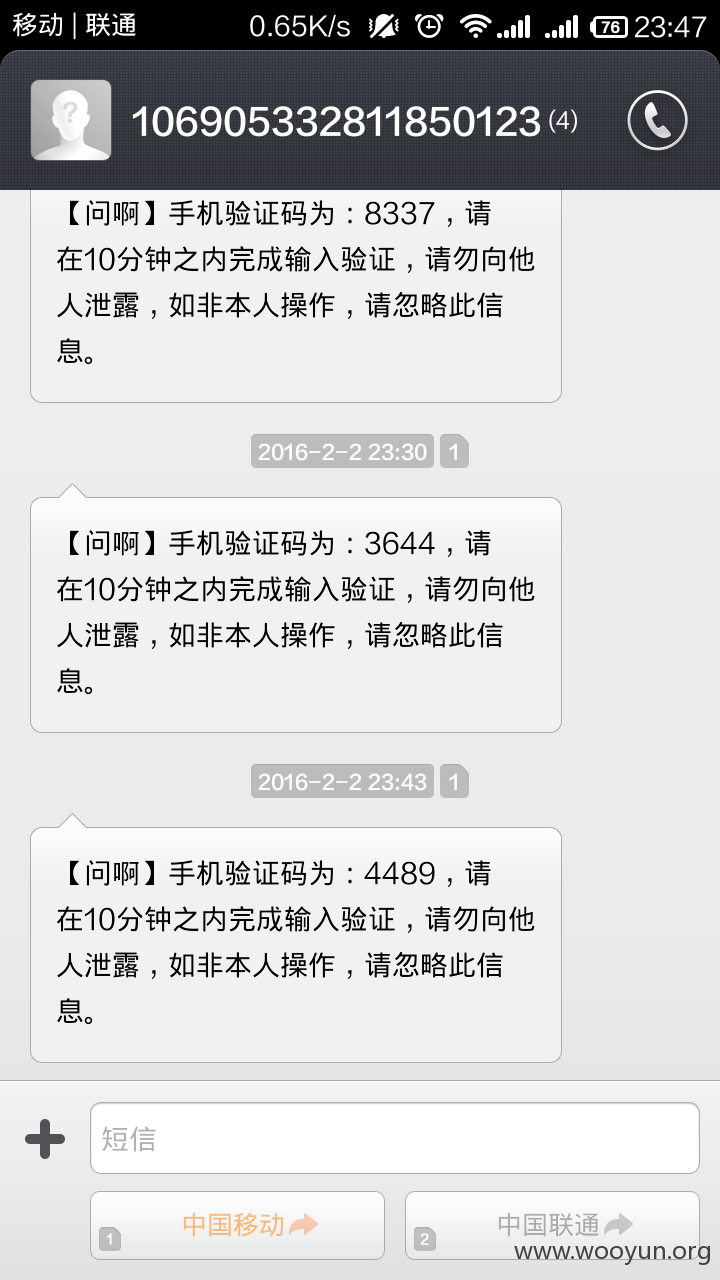 移动 | 联通 0.65K/s 76 23:47
106905332811850123 (4)
【问啊】手机验证码为：8337，请
在10分钟之内完成输入验证，请勿向他
人泄露，如非本人操作，请忽略此信
息。
2016-2-2 23:30 1
【问啊】手机验证码为：3644，请
在10分钟之内完成输入验证，请勿向他
人泄露，如非本人操作，请忽略此信
息。
2016-2-2 23:43 1
【问啊】手机验证码为：4489，请
在10分钟之内完成输入验证，请勿向他
人泄露，如非本人操作，请忽略此信
息。
短信
1 中国移动 2 中国联通
www.wooyun.org